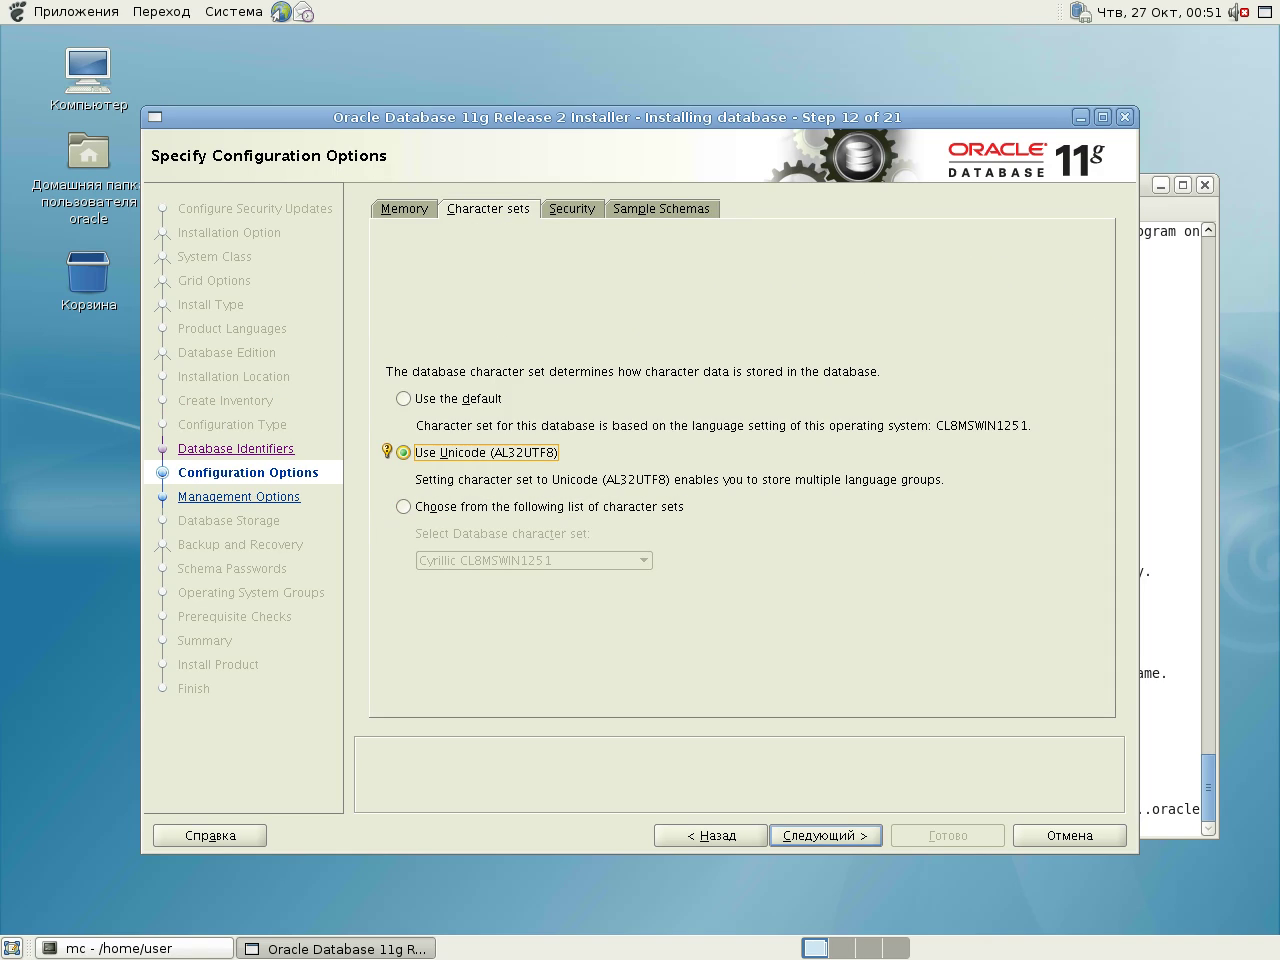 Приложения Переход Система
Чтв, 27 Окт, 00:51
Компьютер
Домашняя папка
пользователя
oracle
Корзина
Oracle Database 11g Release 2 Installer - Installing database - Step 12 of 21
Specify Configuration Options
ORACLE
DATABASE
11g
Configure Security Updates
Installation Option
System Class
Grid Options
Install Type
Product Languages
Database Edition
Installation Location
Create Inventory
Configuration Type
Database Identifiers
Configuration Options
Management Options
Database Storage
Backup and Recovery
Schema Passwords
Operating System Groups
Prerequisite Checks
Summary
Install Product
Finish
Memory Character sets Security Sample Schemas
The database character set determines how character data is stored in the database.
Use the default
Character set for this database is based on the language setting of this operating system: CL8MSWIN1251.
Use Unicode (AL32UTF8)
Setting character set to Unicode (AL32UTF8) enables you to store multiple language groups.
Choose from the following list of character sets
Select Database character set:
Cyrillic CL8MSWIN1251
Справка
< Назад
Следующий >
Готово
Отмена
ogram on
y.
ame.
..oracle
mc - /home/user
Oracle Database 11g R...